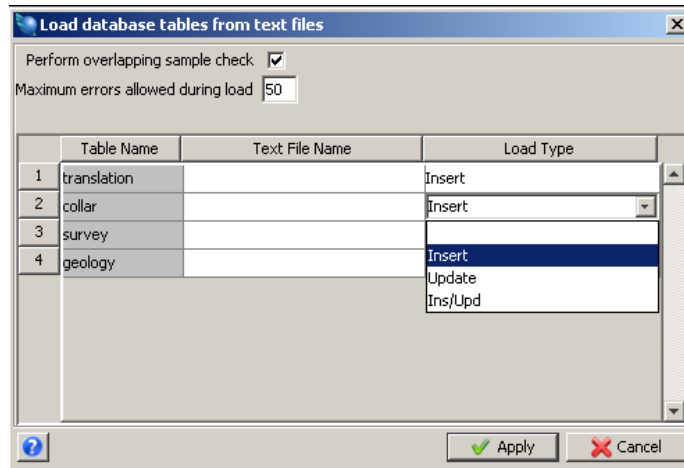 Load database tables from text files
Perform overlapping sample check
Maximum errors allowed during load 50
Table Name Text File Name Load Type
1 translation Insert
2 collar Insert
3 survey
4 geology Insert
Update
Ins/Upd
? Apply Cancel